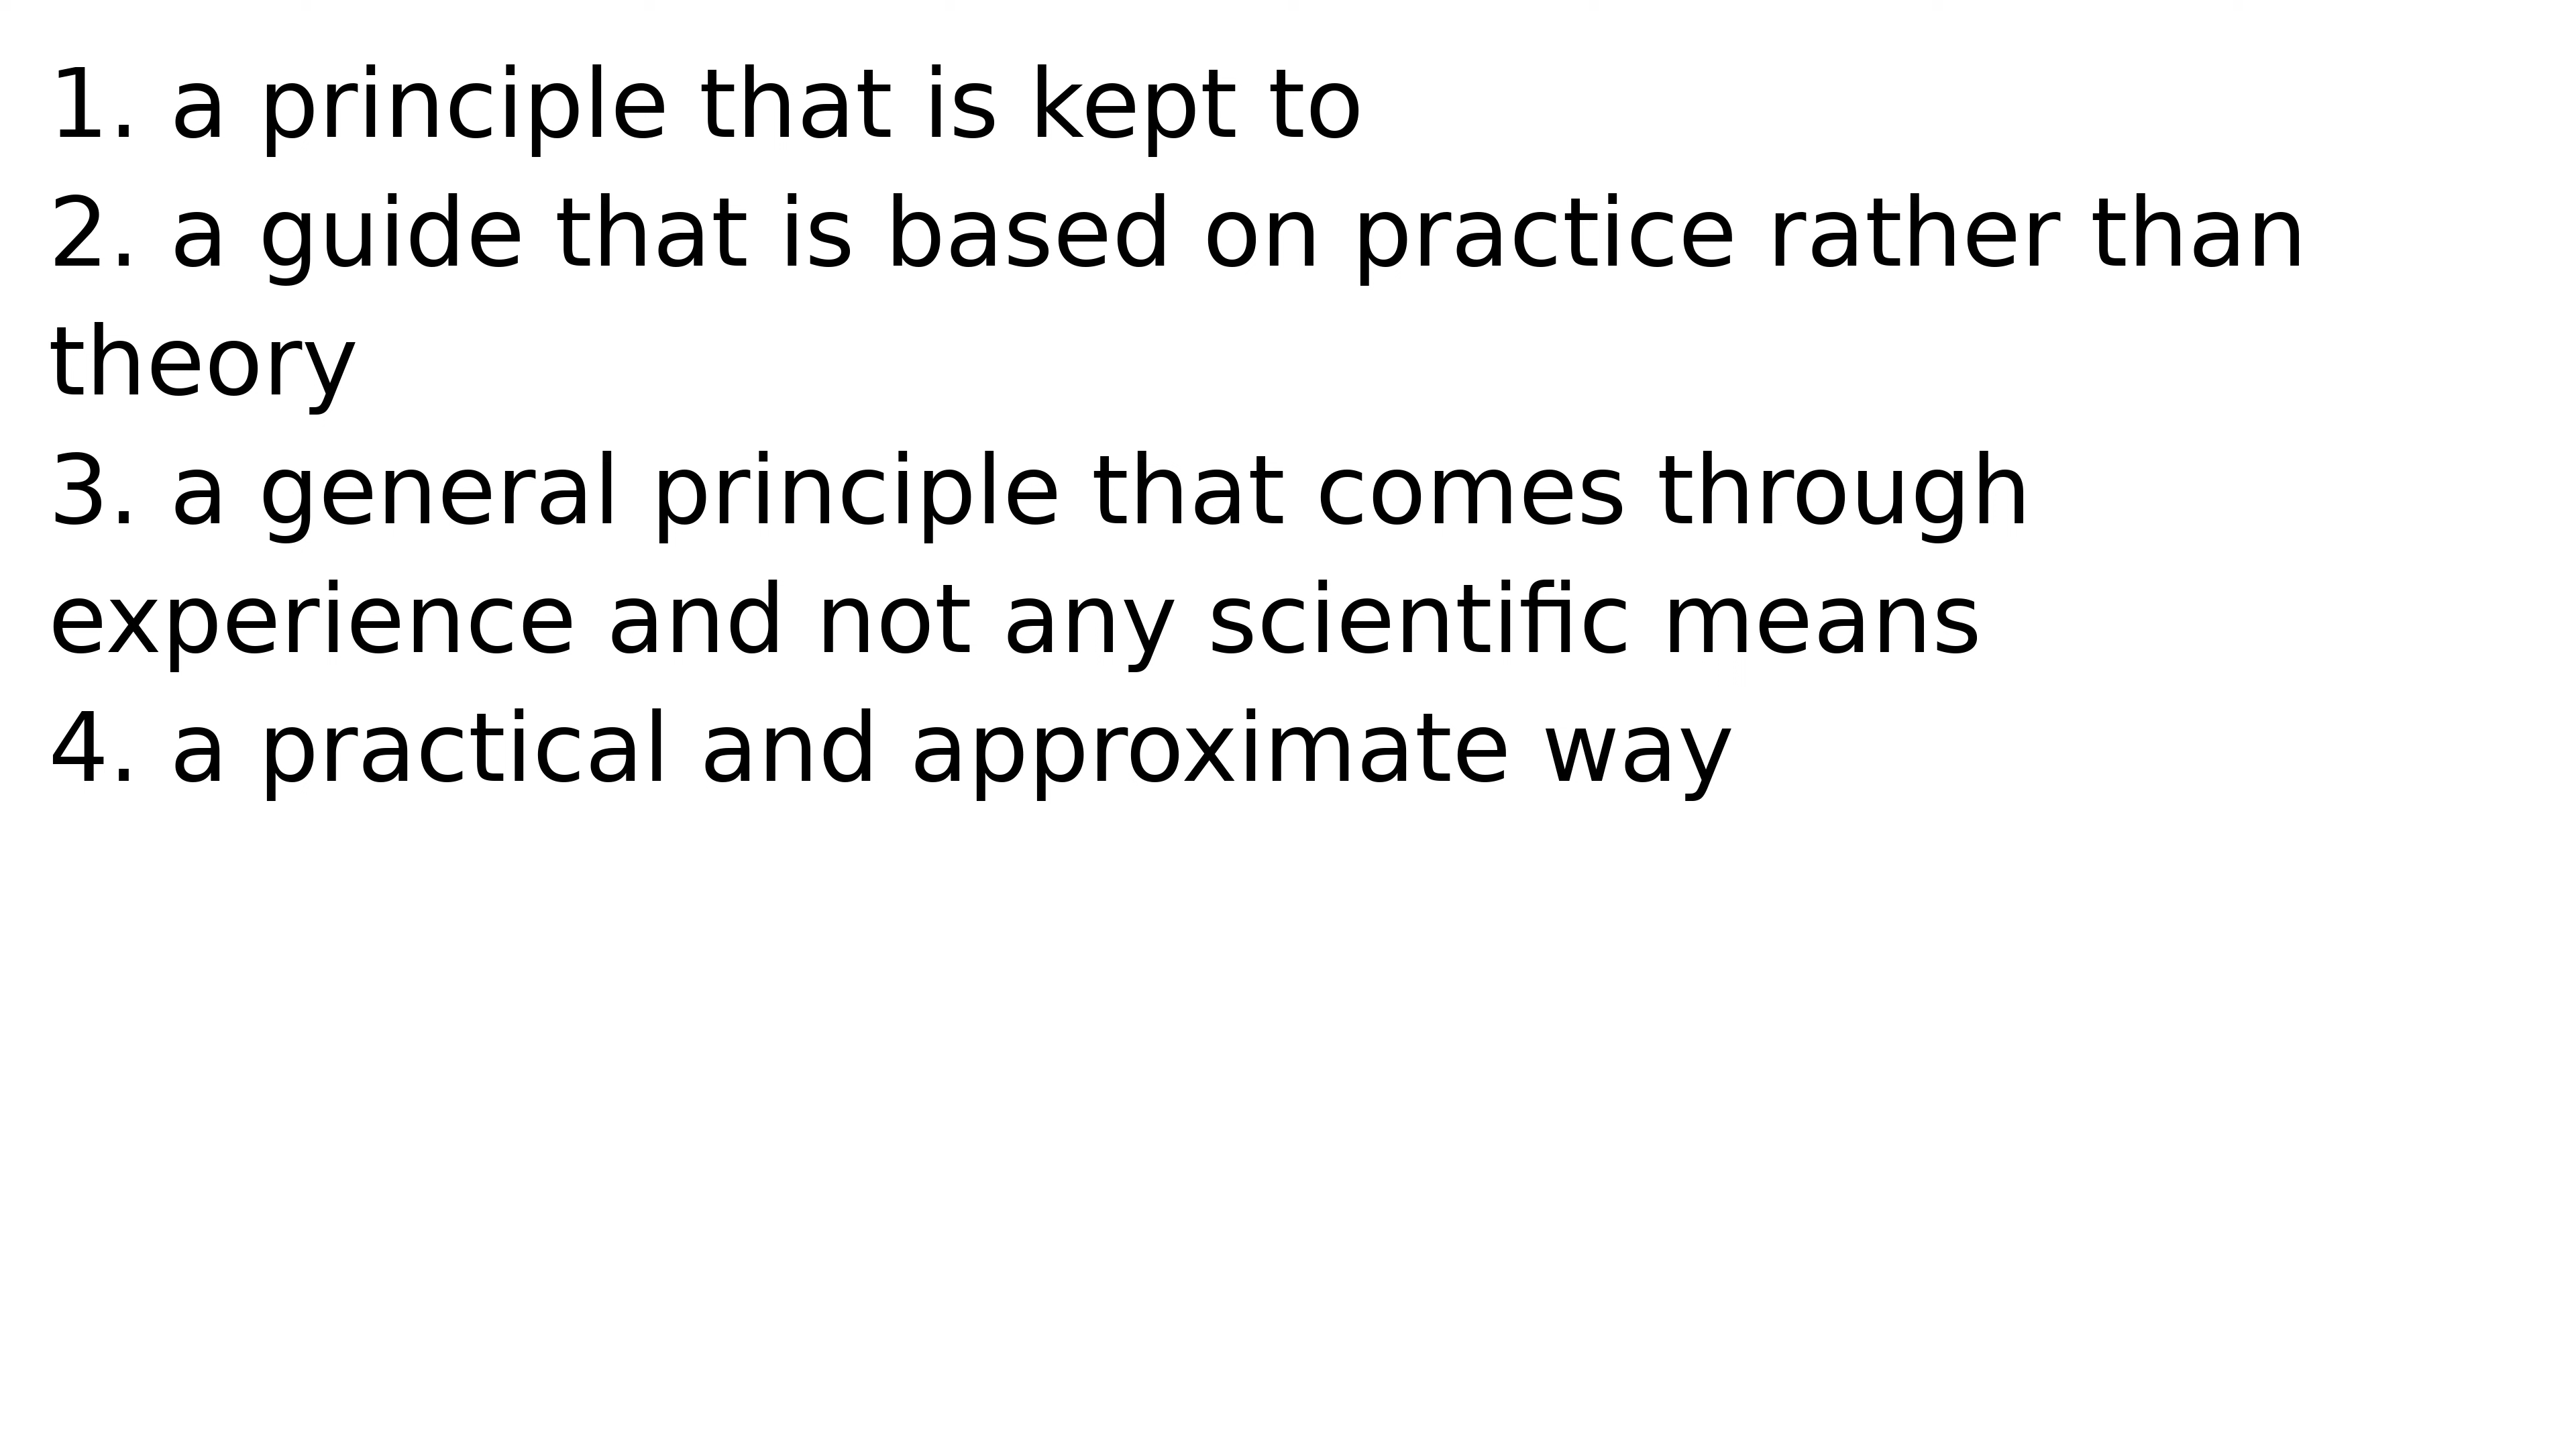 1. a principle that is kept to
2. a guide that is based on practice rather than
theory
3. a general principle that comes through
experience and not any scientific means
4. a practical and approximate way